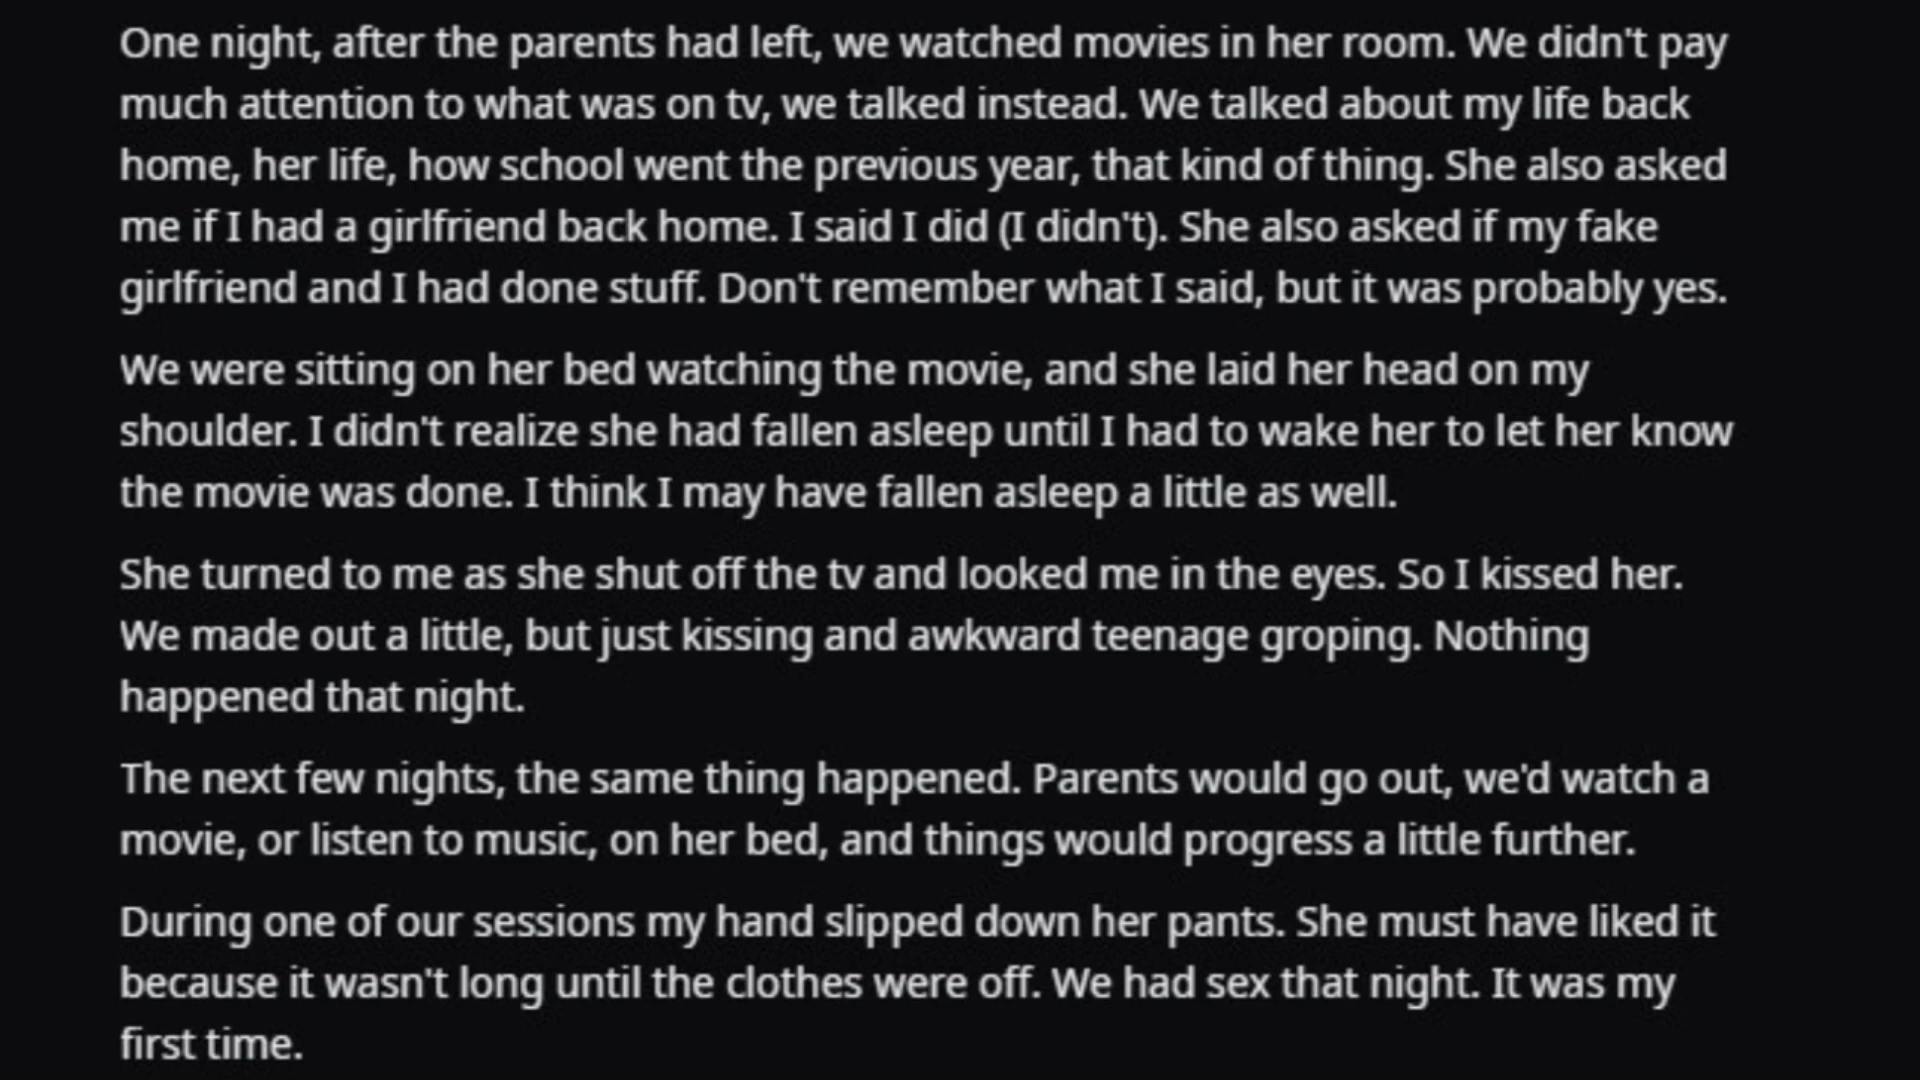 One night, after the parents had left, we watched movies in her room. We didn't pay
much attention to what was on tv, we talked instead. We talked about my life back
home, her life, how school went the previous year, that kind of thing. She also asked
me if I had a girlfriend back home. I said I did (I didn't). She also asked if my fake
girlfriend and I had done stuff. Don't remember what I said, but it was probably yes.
We were sitting on her bed watching the movie, and she laid her head on my
shoulder. I didn't realize she had fallen asleep until I had to wake her to let her know
the movie was done. I think I may have fallen asleep a little as well.
She turned to me as she shut off the tv and looked me in the eyes. So I kissed her.
We made out a little, but just kissing and awkward teenage groping. Nothing
happened that night.
The next few nights, the same thing happened. Parents would go out, we'd watch a
movie, or listen to music, on her bed, and things would progress a little further.
During one of our sessions my hand slipped down her pants. She must have liked it
because it wasn't long until the clothes were off. We had sex that night. It was my
first time.